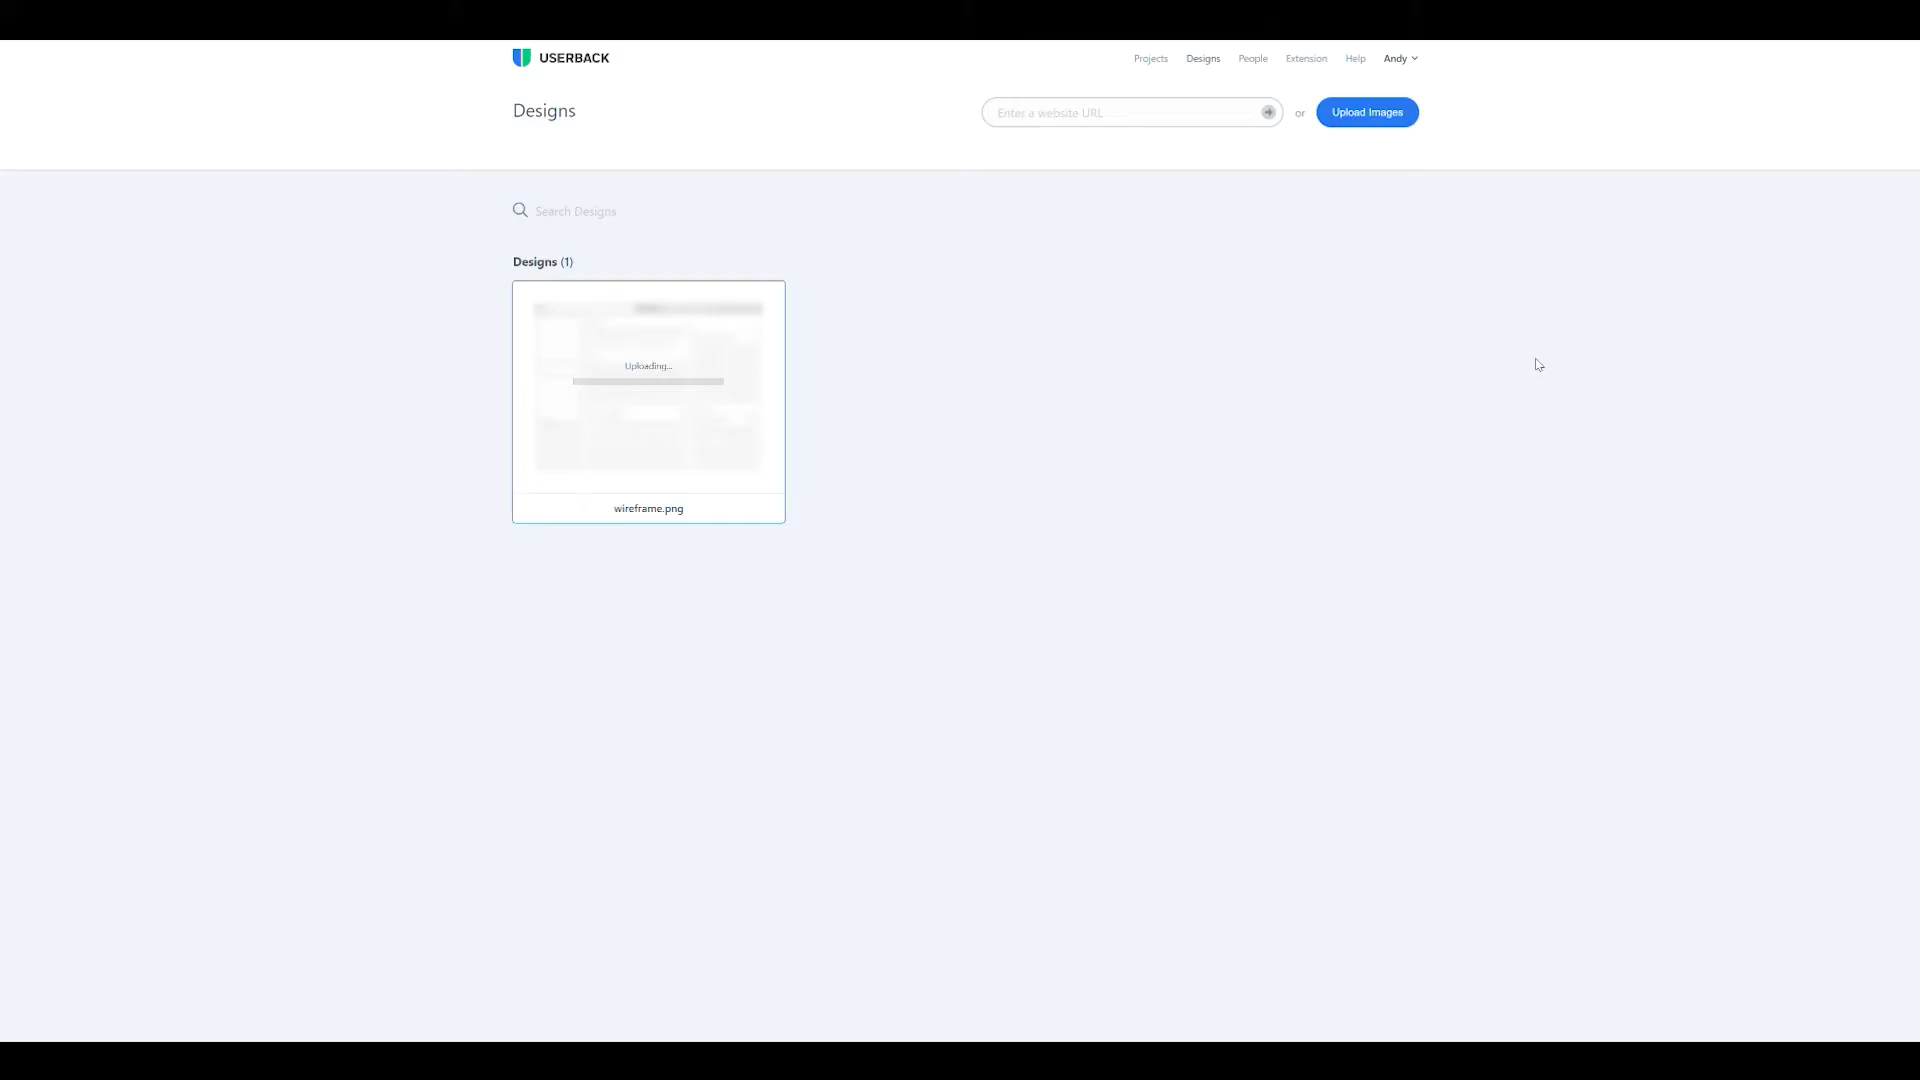 USERBACK
Projects Designs People Extension Help Andy
Designs
Enter a website URL
or
Upload Images
Search Designs
Designs (1)
Uploading...
wireframe.png